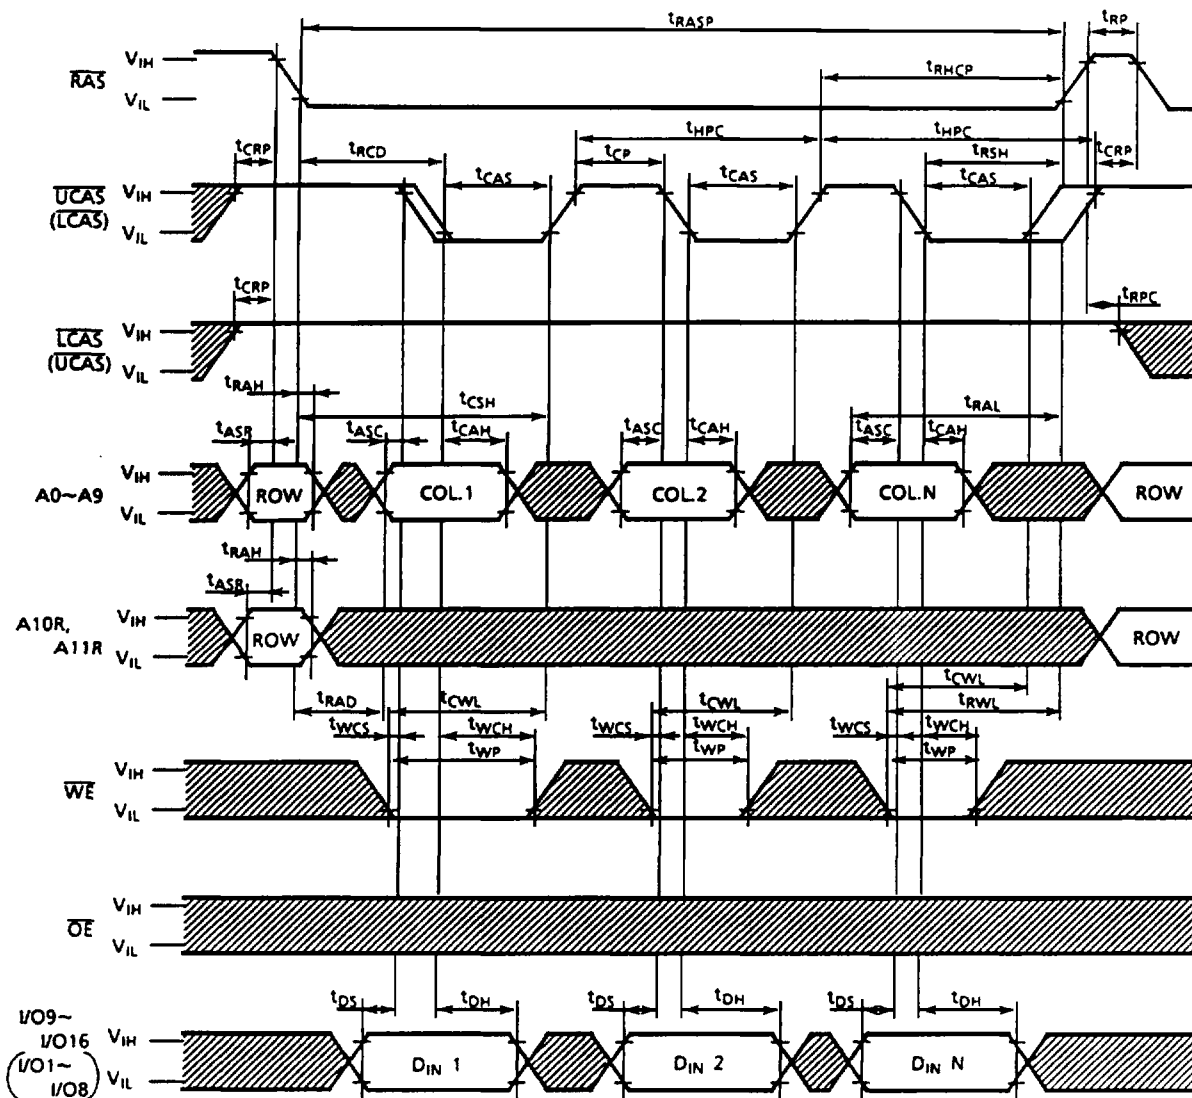 tRASP
tRP
RAS
VIH
VIL
tRHCP
tHPC
tHPC
tCRP
tRCD
tCP
tRSH
tCRP
tCAS
tCAS
tCAS
UCAS
(LCAS)
VIH
VIL
tCRP
tRPC
LCAS
(UCAS)
VIH
VIL
tRAH
tCSH
tRAL
tASR
tASC
tCAH
tASC
tCAH
tASC
tCAH
A0~A9
VIH
VIL
ROW
COL.1
COL.2
COL.N
ROW
tRAH
tASR
A10R,
A11R
VIH
VIL
ROW
ROW
tRAD
tCWL
tCWL
tCWL
tRWL
tWCS
tWCH
tWCS
tWCH
tWCS
tWCH
tWP
tWP
tWP
WE
VIH
VIL
OE
VIH
VIL
tDS
tDH
tDS
tDH
tDS
tDH
I/O9~
I/O16
(I/O1~
I/O8)
VIH
VIL
DIN 1
DIN 2
DIN N